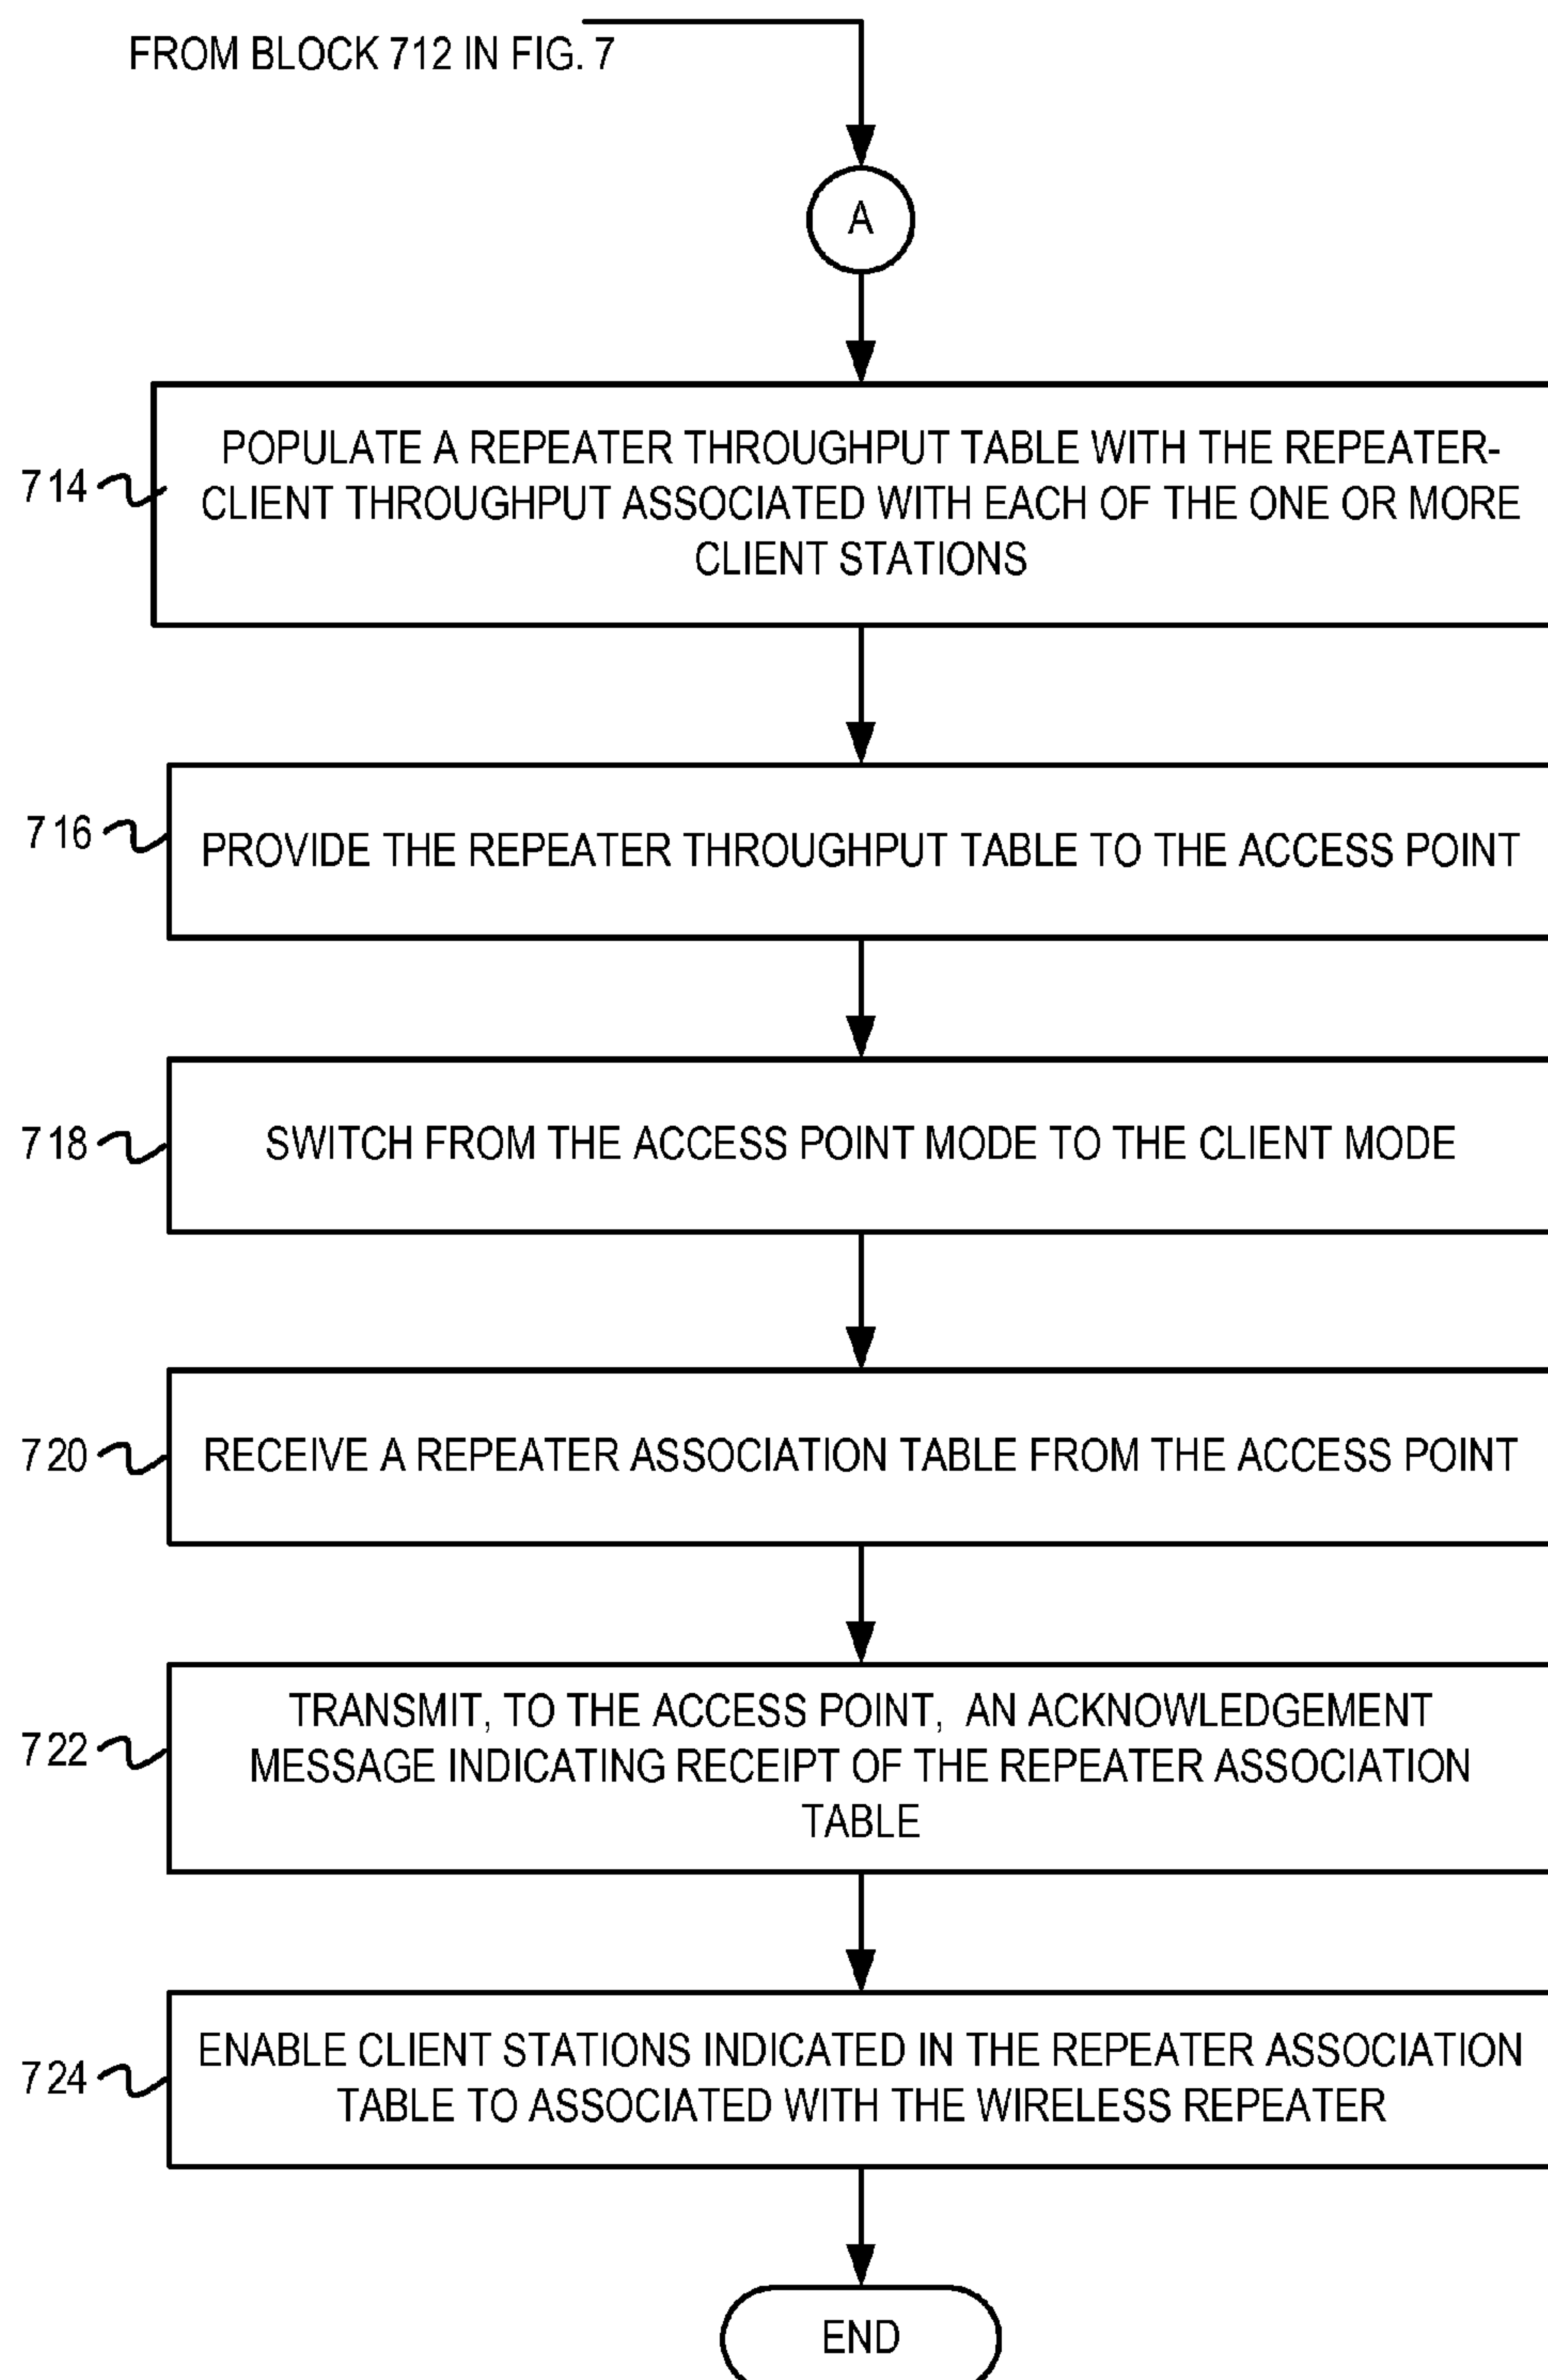 FROM BLOCK 712 IN FIG. 7
A
714
POPULATE A REPEATER THROUGHPUT TABLE WITH THE REPEATER-
CLIENT THROUGHPUT ASSOCIATED WITH EACH OF THE ONE OR MORE
CLIENT STATIONS
716
PROVIDE THE REPEATER THROUGHPUT TABLE TO THE ACCESS POINT
718
SWITCH FROM THE ACCESS POINT MODE TO THE CLIENT MODE
720
RECEIVE A REPEATER ASSOCIATION TABLE FROM THE ACCESS POINT
722
TRANSMIT, TO THE ACCESS POINT, AN ACKNOWLEDGEMENT
MESSAGE INDICATING RECEIPT OF THE REPEATER ASSOCIATION
TABLE
724
ENABLE CLIENT STATIONS INDICATED IN THE REPEATER ASSOCIATION
TABLE TO ASSOCIATED WITH THE WIRELESS REPEATER
END